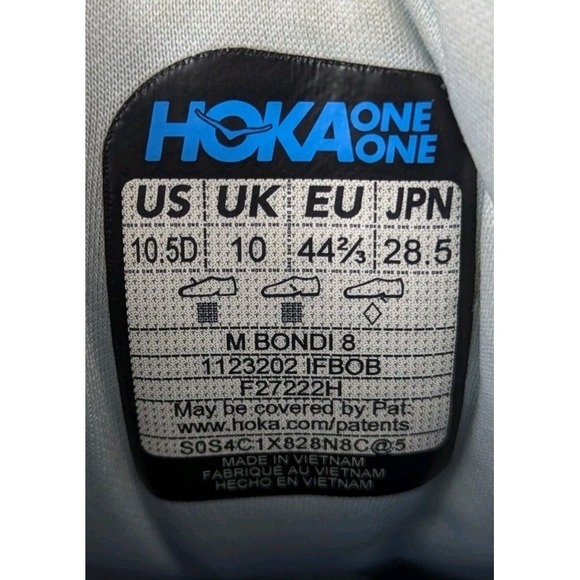 HOKA ONE ONE
US UK EU JPN
10.5D 10 44⅔ 28.5
M BONDI 8
1123202 IFBOB
F27222H
May be covered by Pat:
www.hoka.com/patents
S0S4C1X828N8C@5
MADE IN VIETNAM
FABRIQUÉ AU VIETNAM
HECHO EN VIETNAM